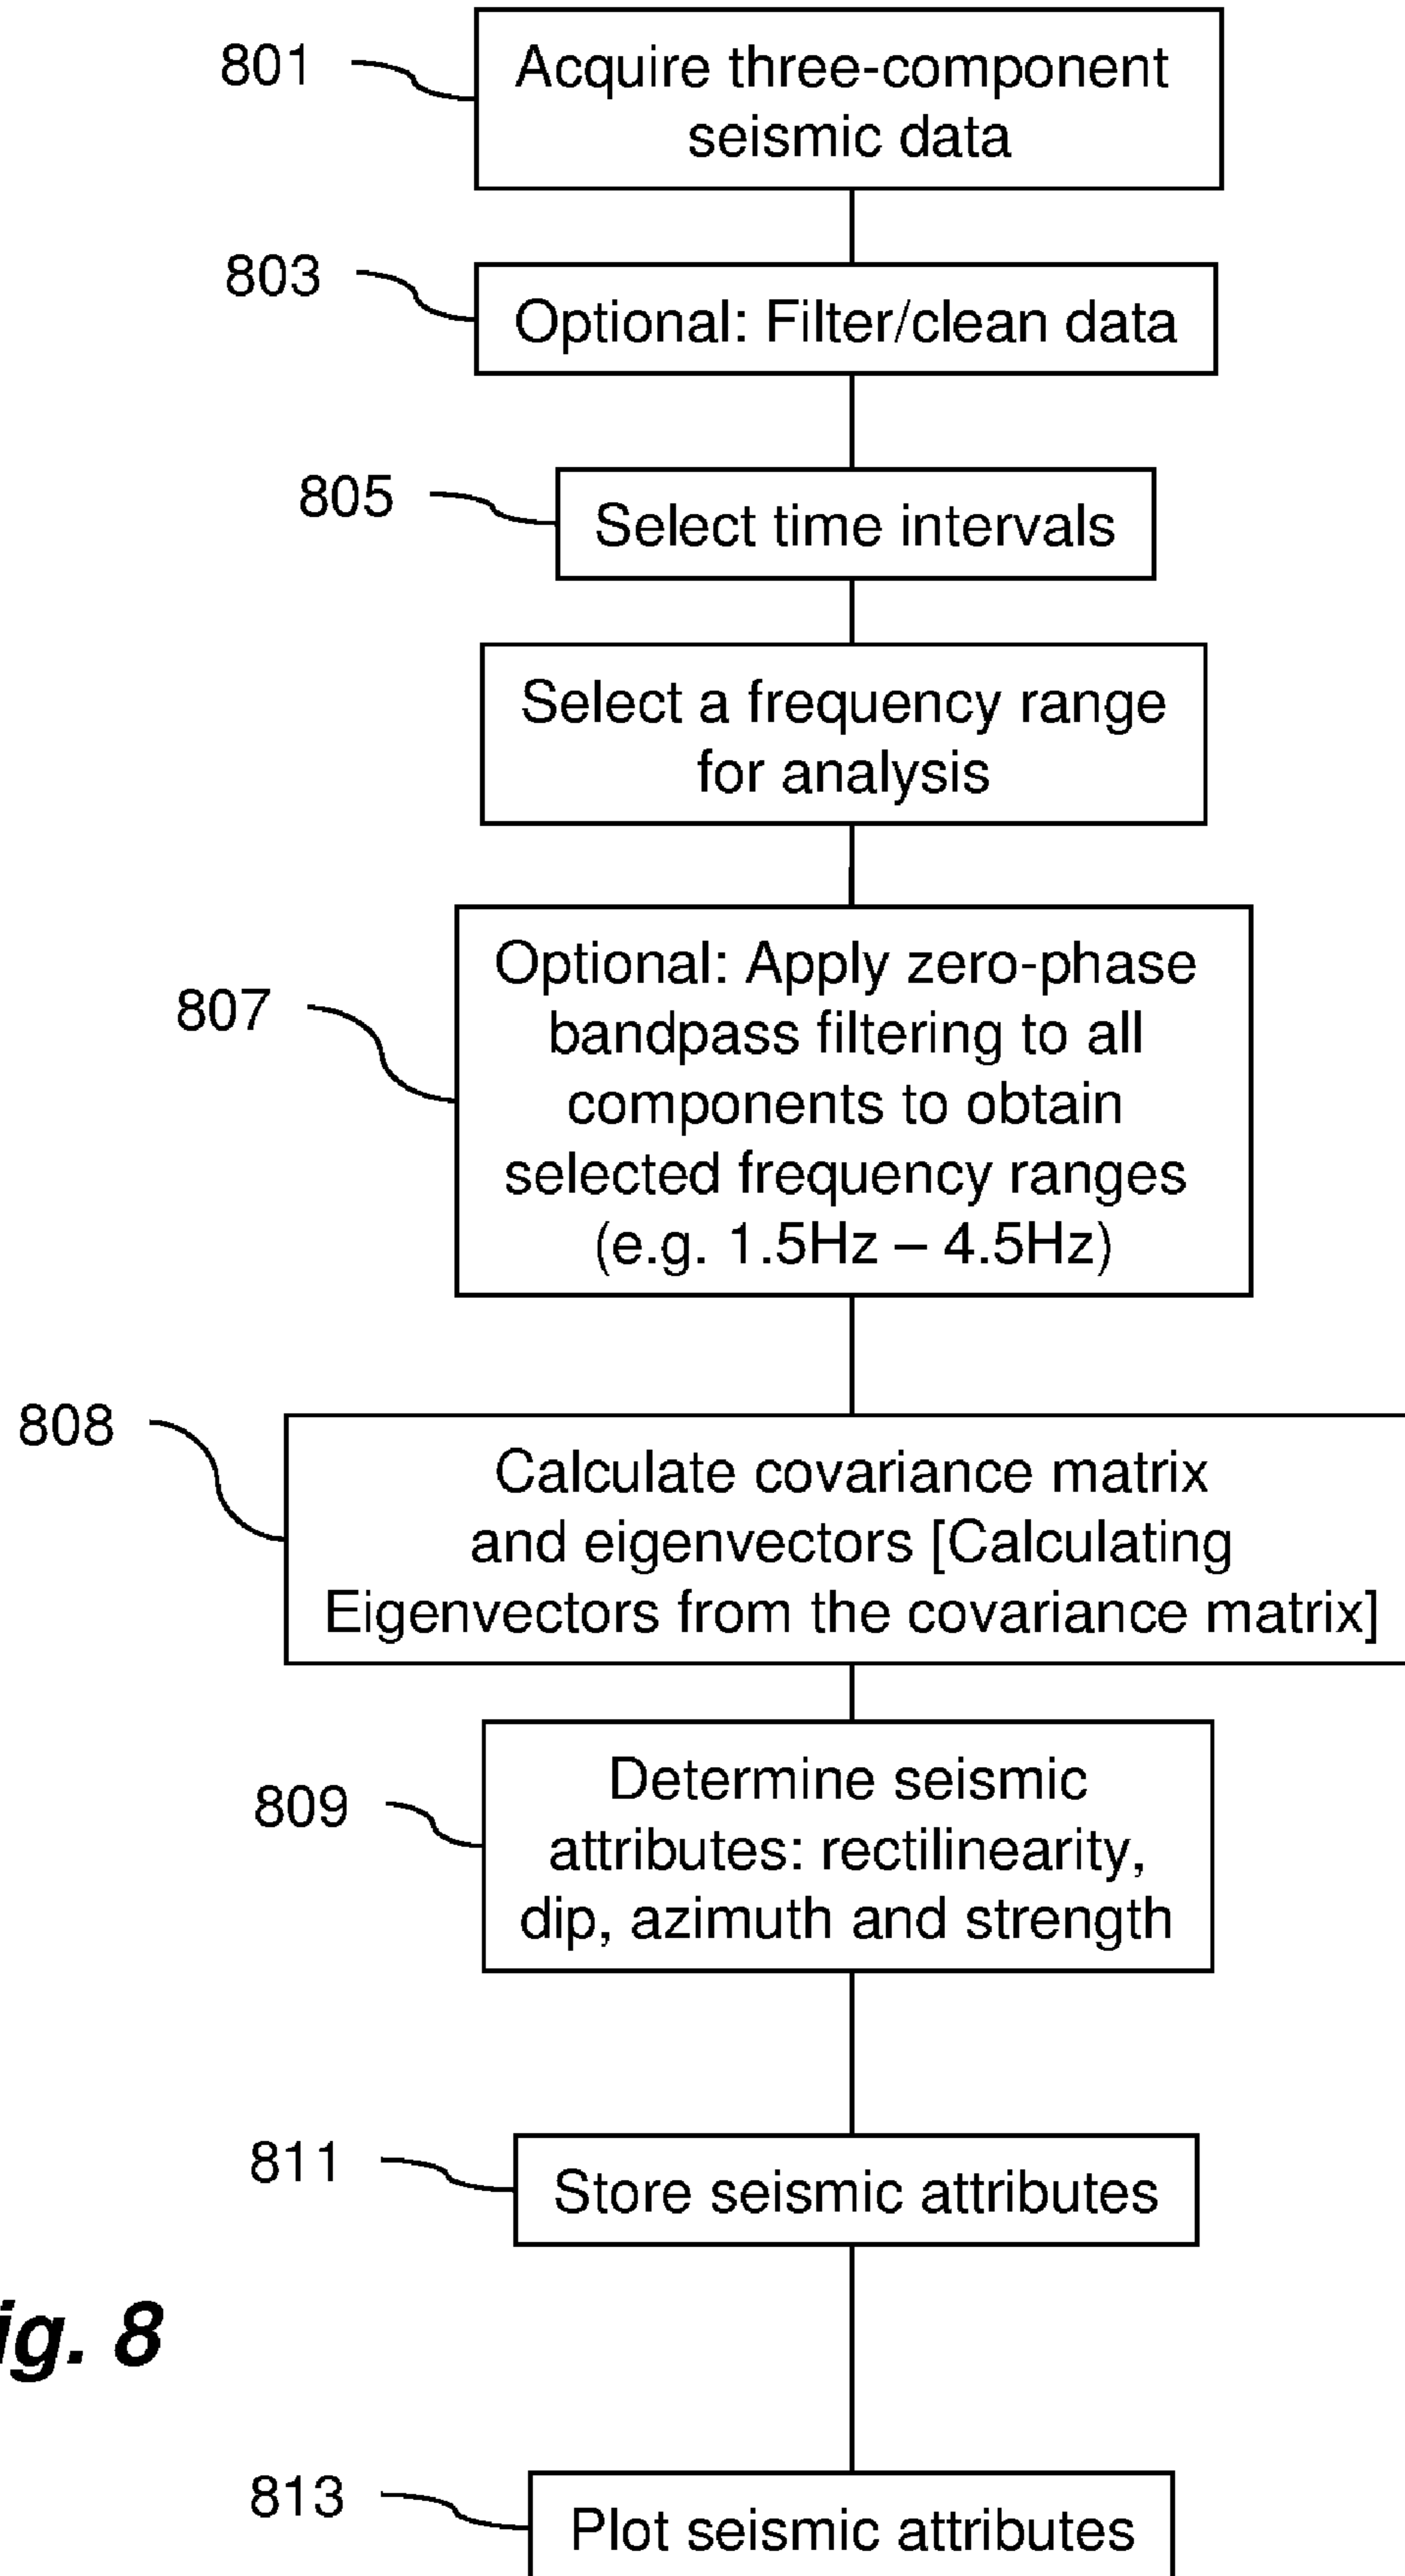 801
Acquire three-component
seismic data
803
Optional: Filter/clean data
805
Select time intervals
Select a frequency range
for analysis
807
Optional: Apply zero-phase
bandpass filtering to all
components to obtain
selected frequency ranges
(e.g. 1.5Hz – 4.5Hz)
808
Calculate covariance matrix
and eigenvectors [Calculating
Eigenvectors from the covariance matrix]
809
Determine seismic
attributes: rectilinearity,
dip, azimuth and strength
811
Store seismic attributes
ig. 8
813
Plot seismic attributes